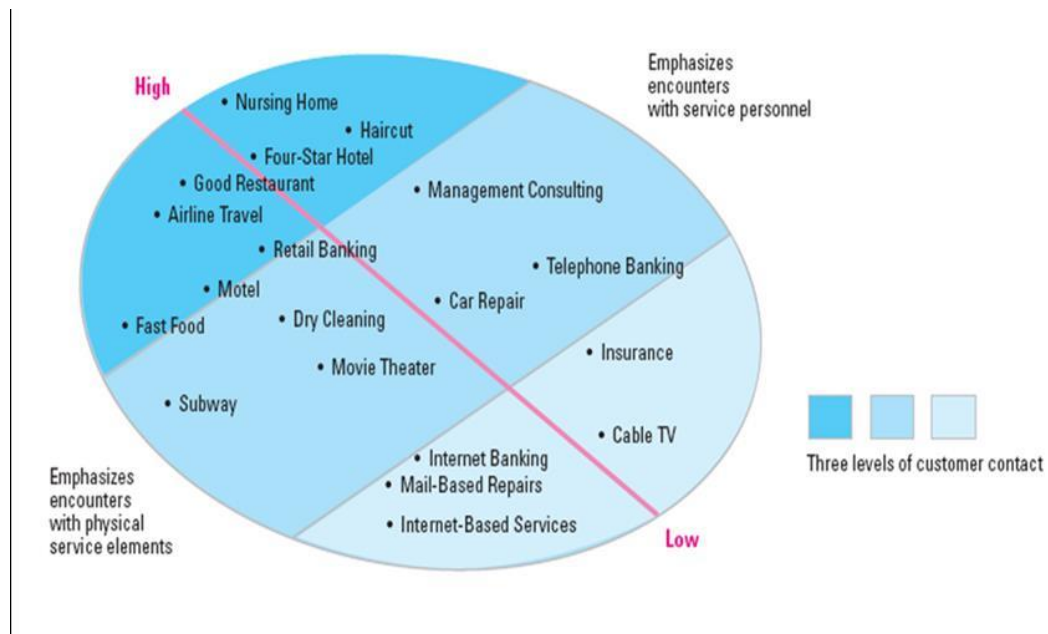 Emphasizes
encounters
with service personnel
High
• Nursing Home
• Haircut
• Four-Star Hotel
• Good Restaurant
• Management Consulting
• Airline Travel
• Retail Banking
• Telephone Banking
• Motel
• Car Repair
• Dry Cleaning
• Fast Food
• Insurance
• Movie Theater
• Subway
• Cable TV
• Internet Banking
• Mail-Based Repairs
• Internet-Based Services
Three levels of customer contact
Emphasizes
encounters
with physical
service elements
Low